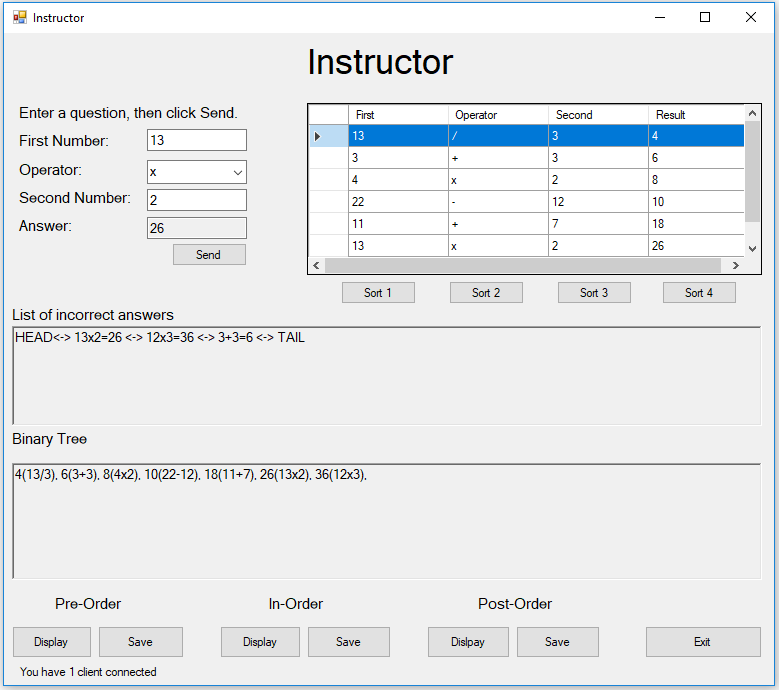 Instructor
Instructor
Enter a question, then click Send.
First Number: 13
Operator: x
Second Number: 2
Answer: 26
Send
First Operator Second Result
13 / 3 4
3 + 3 6
4 x 2 8
22 - 12 10
11 + 7 18
13 x 2 26
Sort 1 Sort 2 Sort 3 Sort 4
List of incorrect answers
HEAD<-> 13x2=26 <-> 12x3=36 <-> 3+3=6 <-> TAIL
Binary Tree
4(13/3), 6(3+3), 8(4x2), 10(22-12), 18(11+7), 26(13x2), 36(12x3),
Pre-Order In-Order Post-Order
Display Save Display Save Dislpay Save Exit
You have 1 client connected